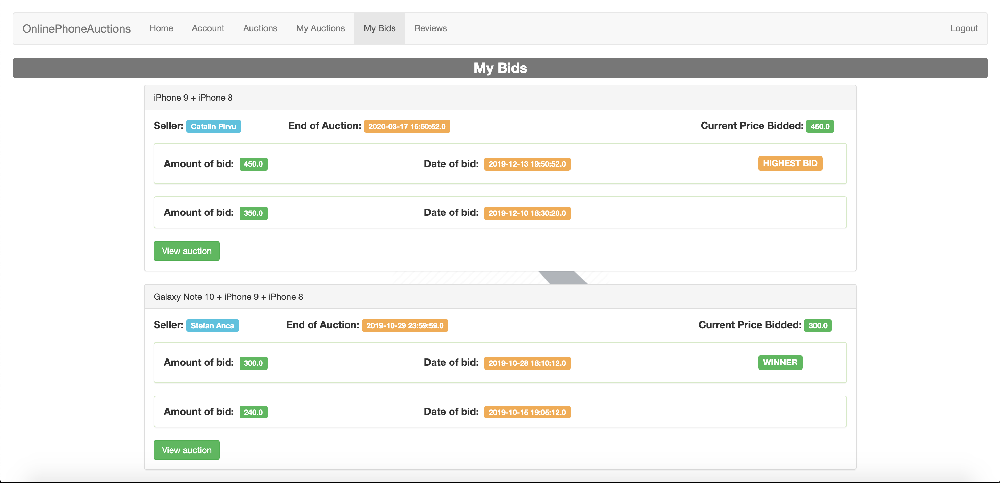 OnlinePhoneAuctions Home Account Auctions My Auctions My Bids Reviews Logout
My Bids
iPhone 9 + iPhone 8
Seller: Catalin Pirvu End of Auction: 2020-03-17 16:50:52.0 Current Price Bidded: 450.0
Amount of bid: 450.0 Date of bid: 2019-12-13 19:50:52.0 HIGHEST BID
Amount of bid: 350.0 Date of bid: 2019-12-10 18:30:20.0
View auction
Galaxy Note 10 + iPhone 9 + iPhone 8
Seller: Stefan Anca End of Auction: 2019-10-29 23:59:59.0 Current Price Bidded: 300.0
Amount of bid: 300.0 Date of bid: 2019-10-28 18:10:12.0 WINNER
Amount of bid: 240.0 Date of bid: 2019-10-15 19:05:12.0
View auction